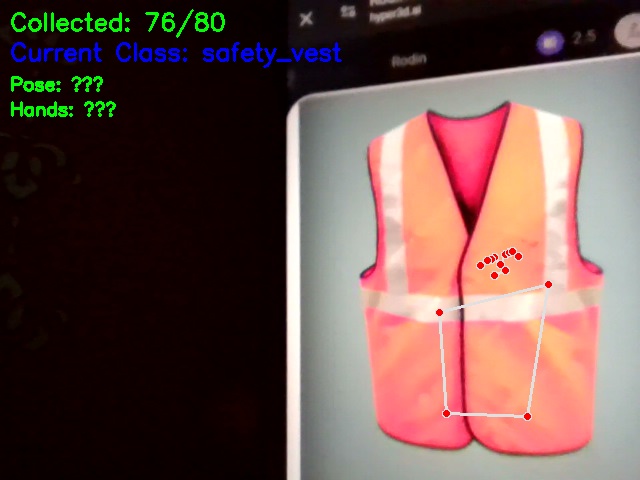 Collected: 76/80
Current Class: safety_vest
Pose: ???
Hands: ???
hyper3d.ai
Rodin
2.5